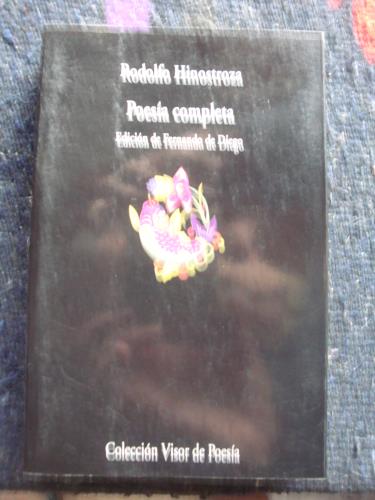 Rodolfo Hinostroza
Poesía completa
Edición de Fernando de Diego
Colección Visor de Poesía